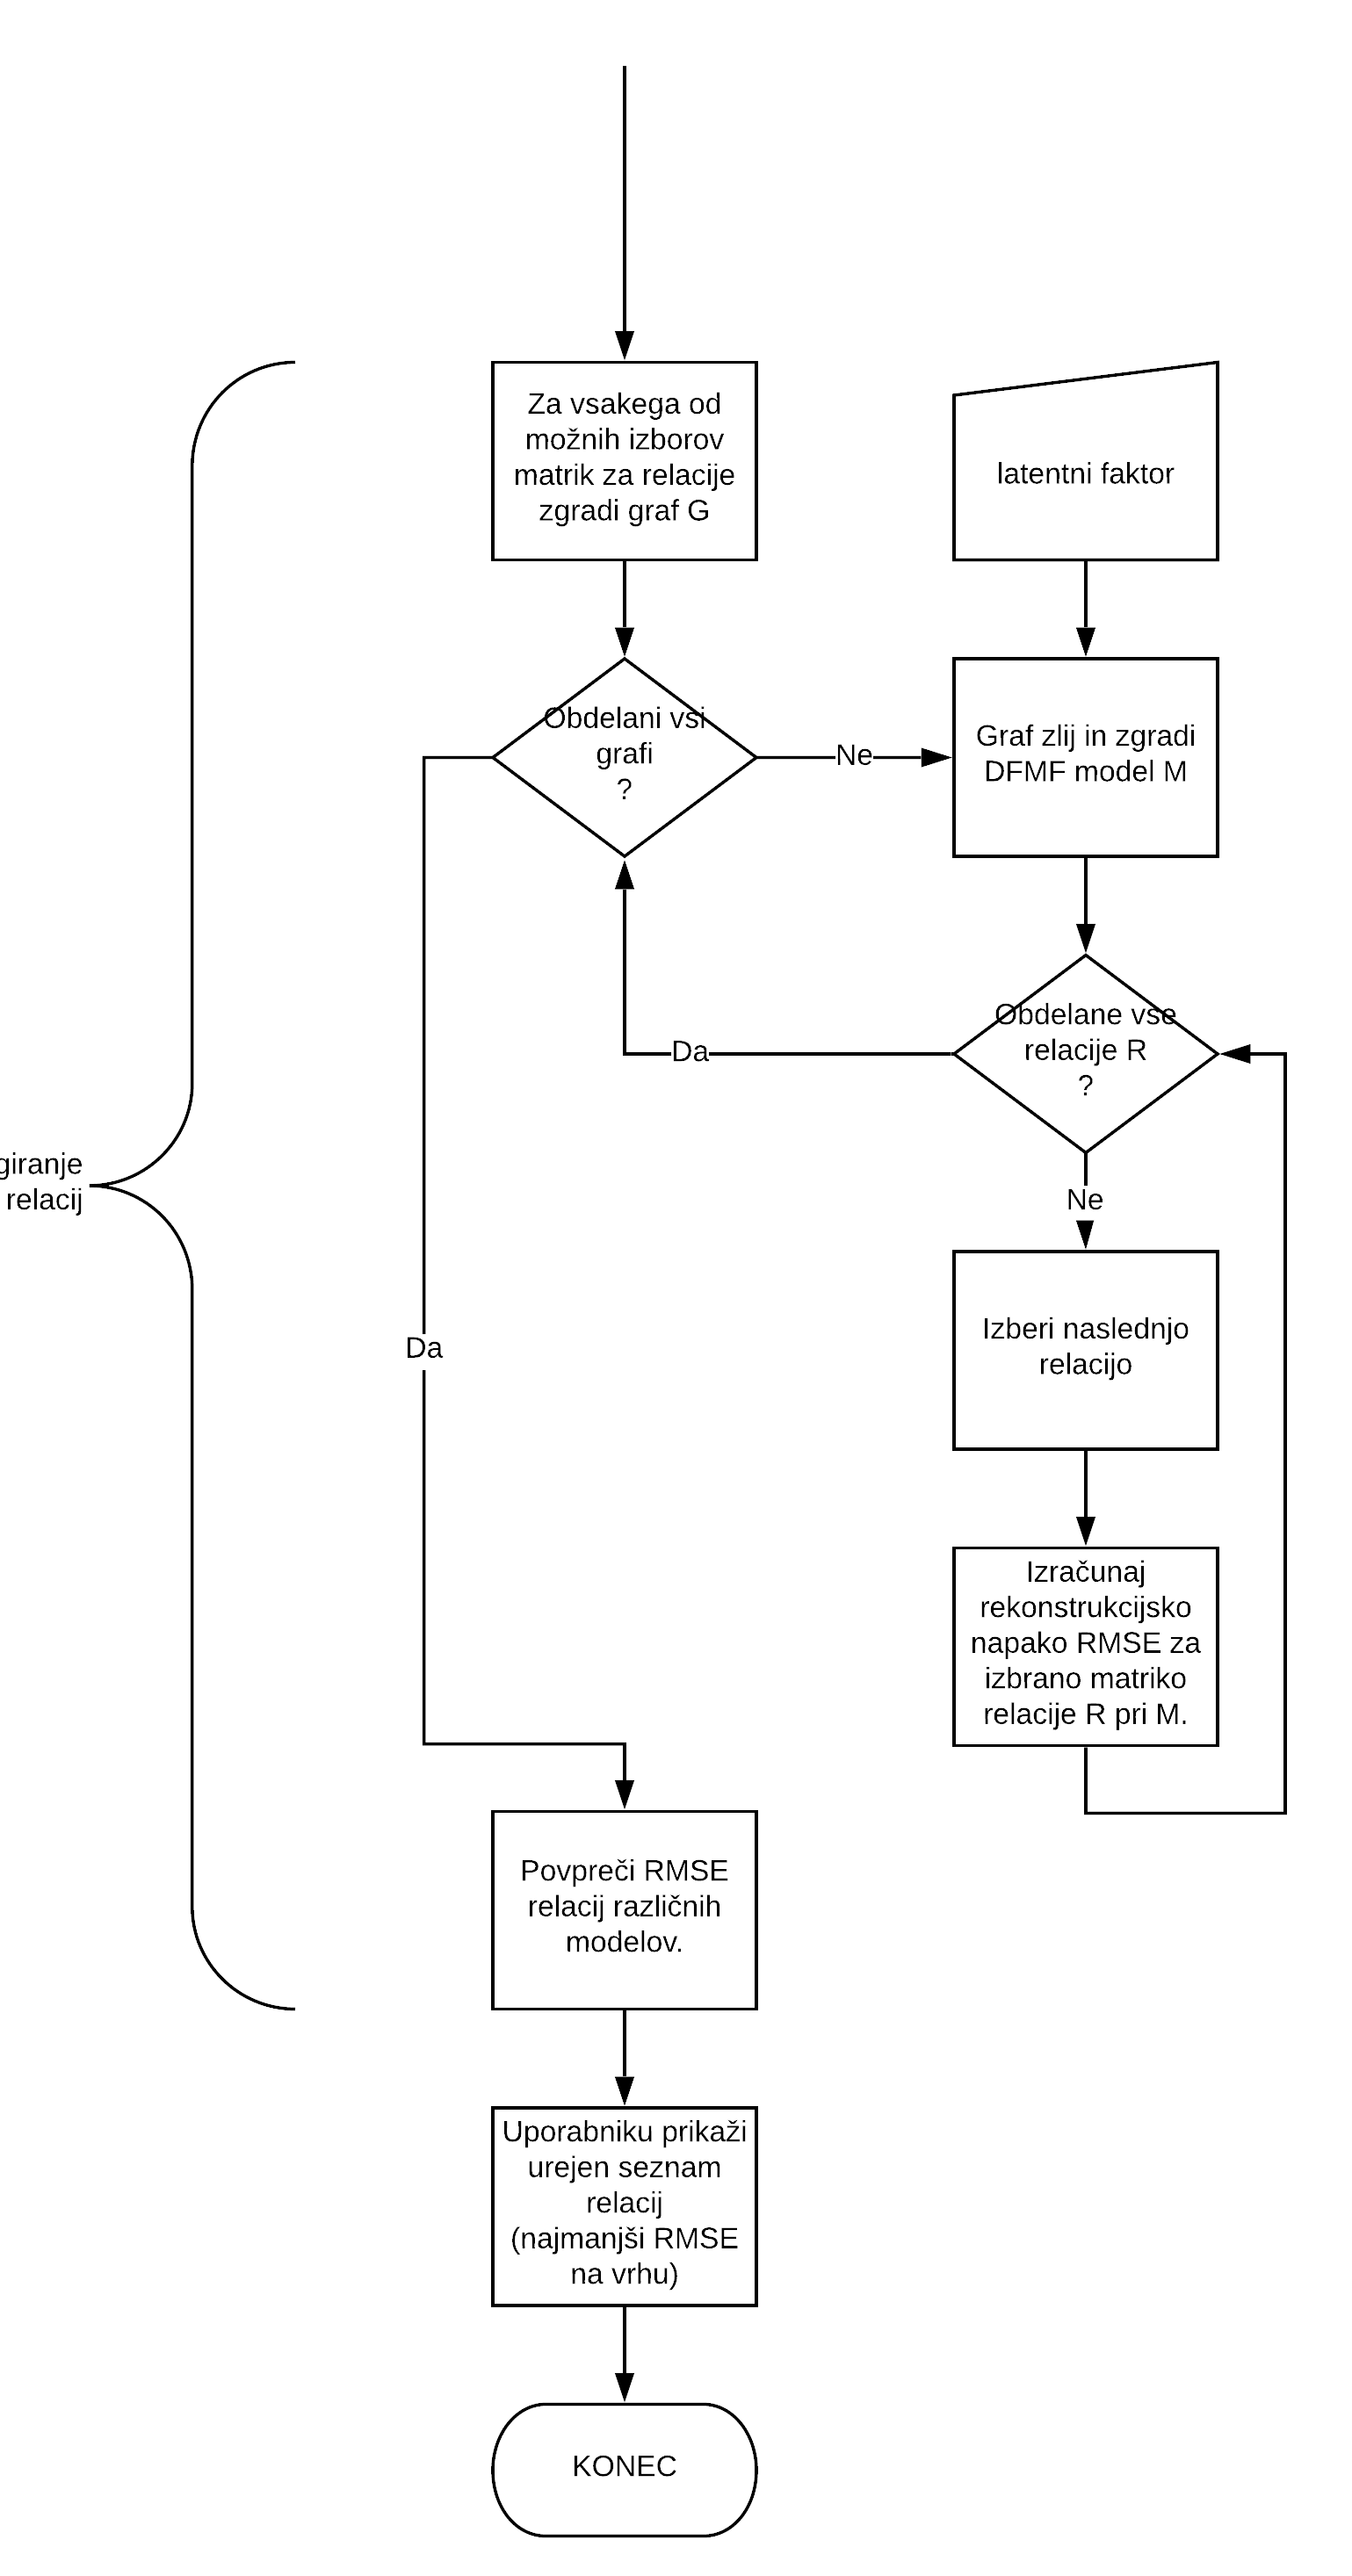 Za vsakega od
možnih izborov
matrik za relacije
zgradi graf G
latentni faktor
Obdelani vsi
grafi
?
Ne
Graf zlij in zgradi
DFMF model M
Obdelane vse
relacije R
?
Da
Ne
relacij
Izberi naslednjo
relacijo
Da
Izračunaj
rekonstrukcijsko
napako RMSE za
izbrano matriko
relacije R pri M.
Povpreči RMSE
relacij različnih
modelov.
Uporabniku prikaži
urejen seznam
relacij
(najmanjši RMSE
na vrhu)
KONEC